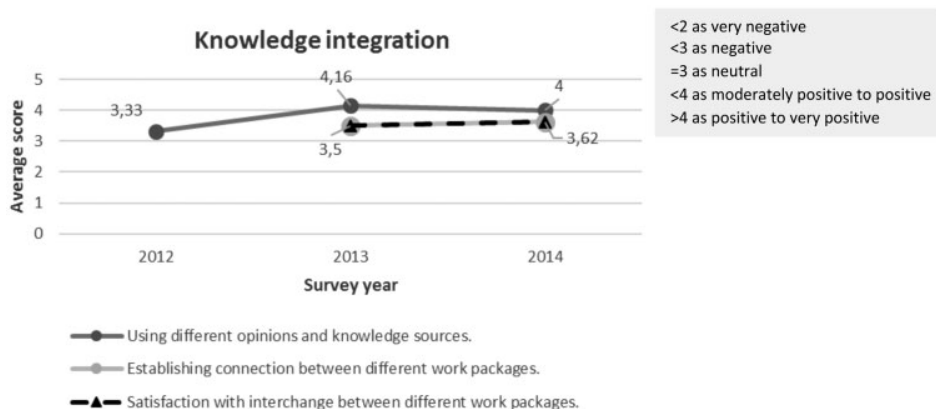 Knowledge integration
<2 as very negative
<3 as negative
=3 as neutral
<4 as moderately positive to positive
>4 as positive to very positive
Average score
5
4
3
2
1
0
3,33
4,16
4
3,5
3,62
2012
2013
2014
Survey year
Using different opinions and knowledge sources.
Establishing connection between different work packages.
Satisfaction with interchange between different work packages.